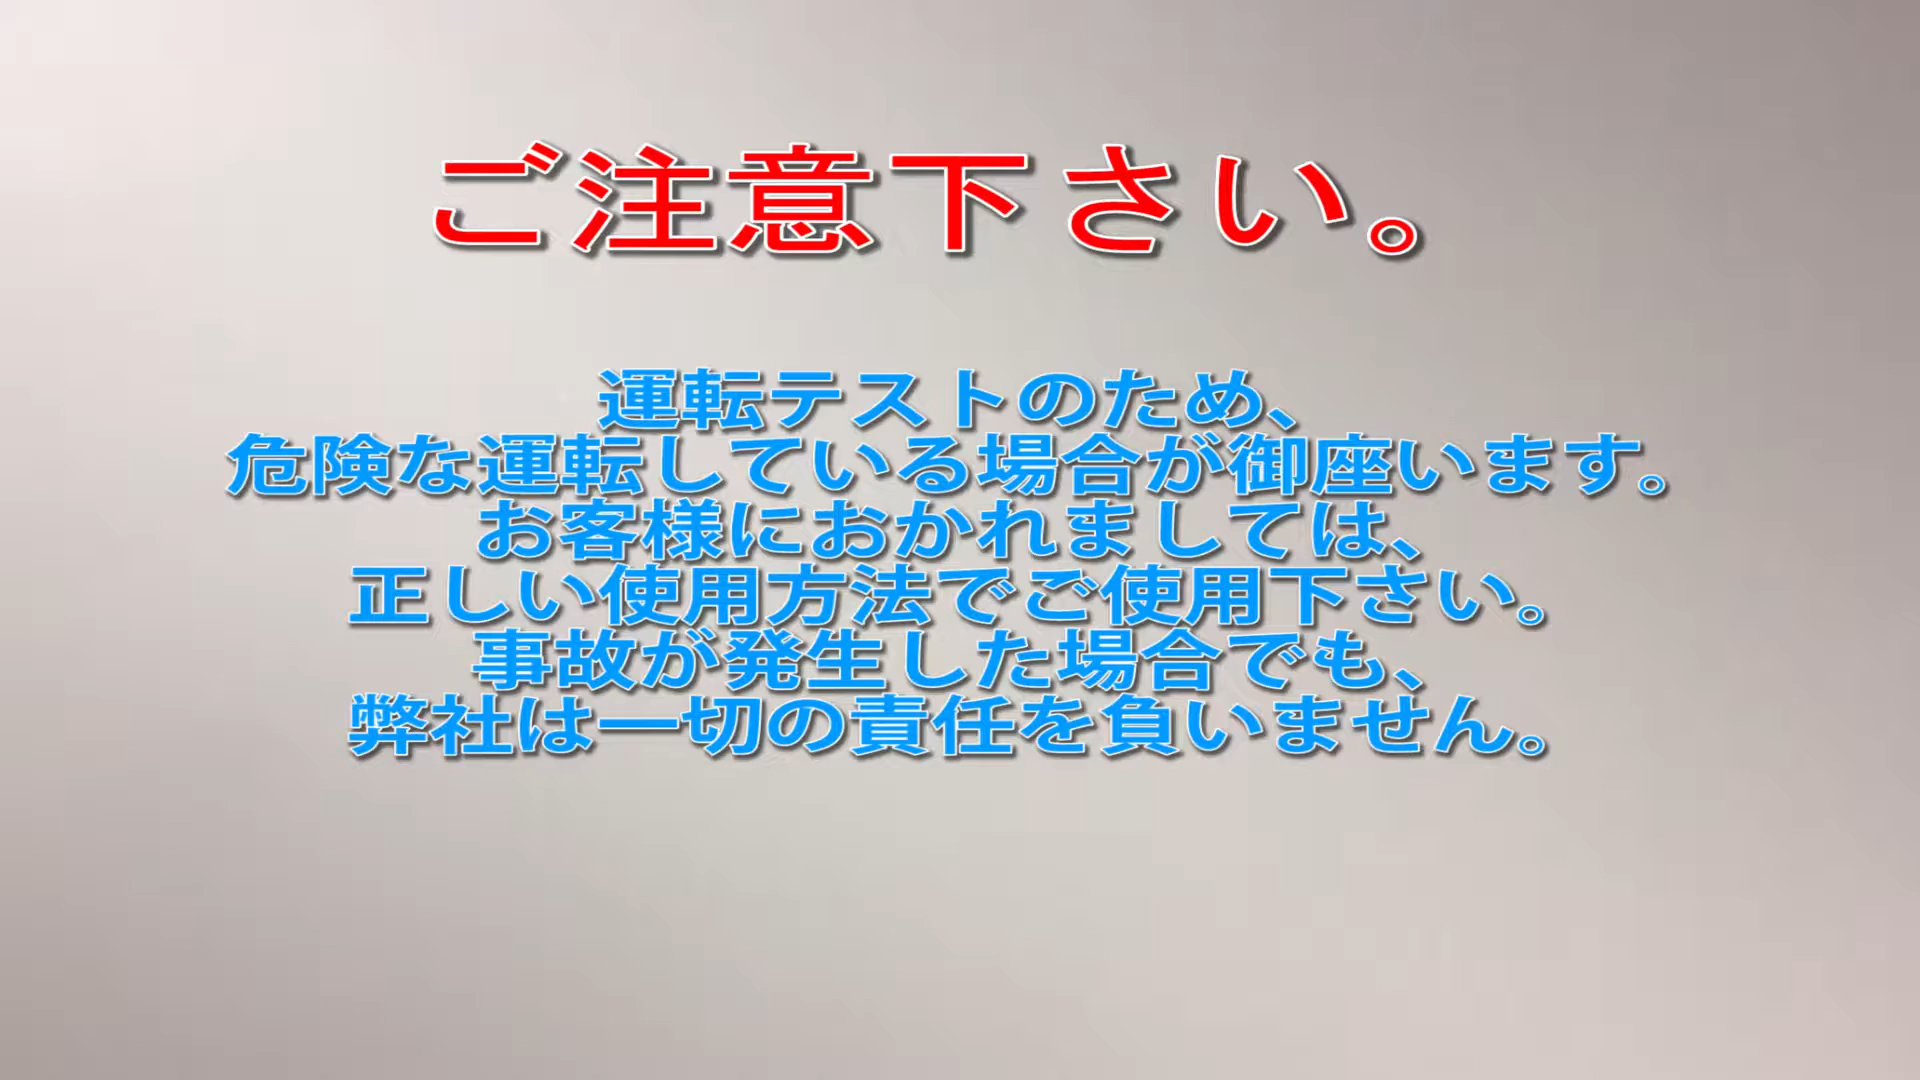 ご注意下さい。
運転テストのため、
危険な運転している場合が御座います。
お客様におかれましては、
正しい使用方法でご使用下さい。
事故が発生した場合でも、
弊社は一切の責任を負いません。